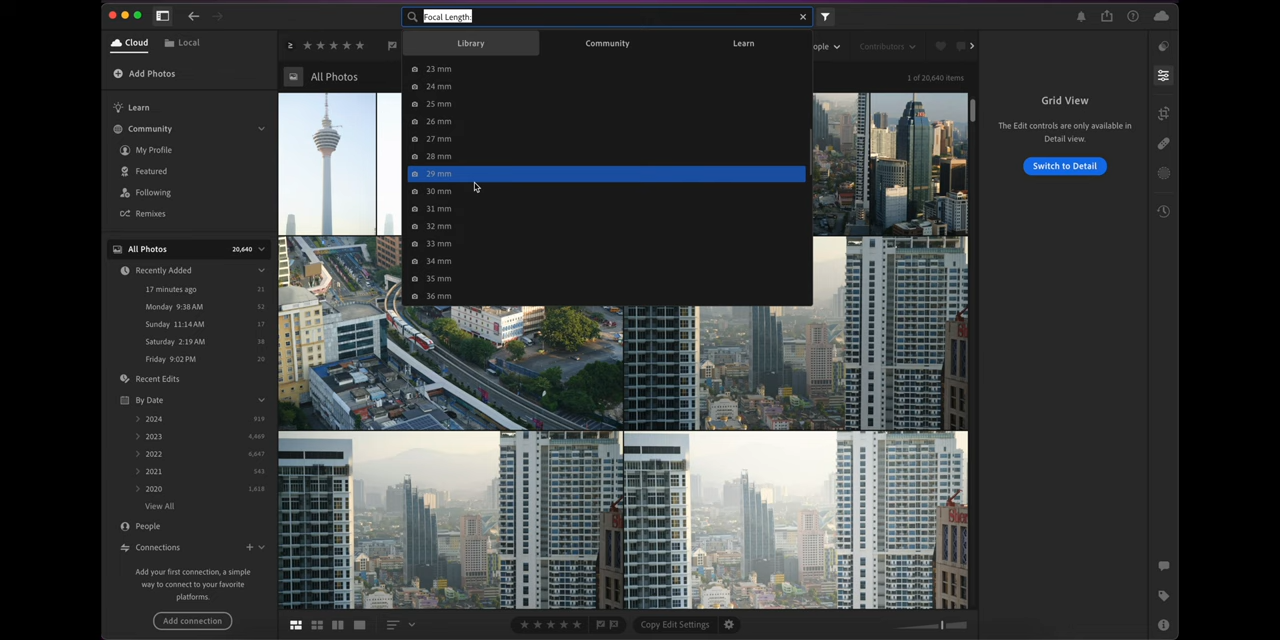 Focal Length:
Cloud
Local
Library
Community
Learn
ople
Contributors
Add Photos
All Photos
1 of 20,640 items
Learn
Community
My Profile
Featured
Following
Remixes
All Photos 20,640
Recently Added
17 minutes ago 21
Monday 9:38 AM 52
Sunday 11:14 AM 17
Saturday 2:19 AM 38
Friday 9:02 PM 20
Recent Edits
By Date
2024 919
2023 4,469
2022 6,647
2021 543
2020 1,618
View All
People
Connections
Add your first connection, a simple
way to connect to your favorite
platforms.
Add connection
23 mm
24 mm
25 mm
26 mm
27 mm
28 mm
29 mm
30 mm
31 mm
32 mm
33 mm
34 mm
35 mm
36 mm
Grid View
The Edit controls are only available in
Detail view.
Switch to Detail
Copy Edit Settings